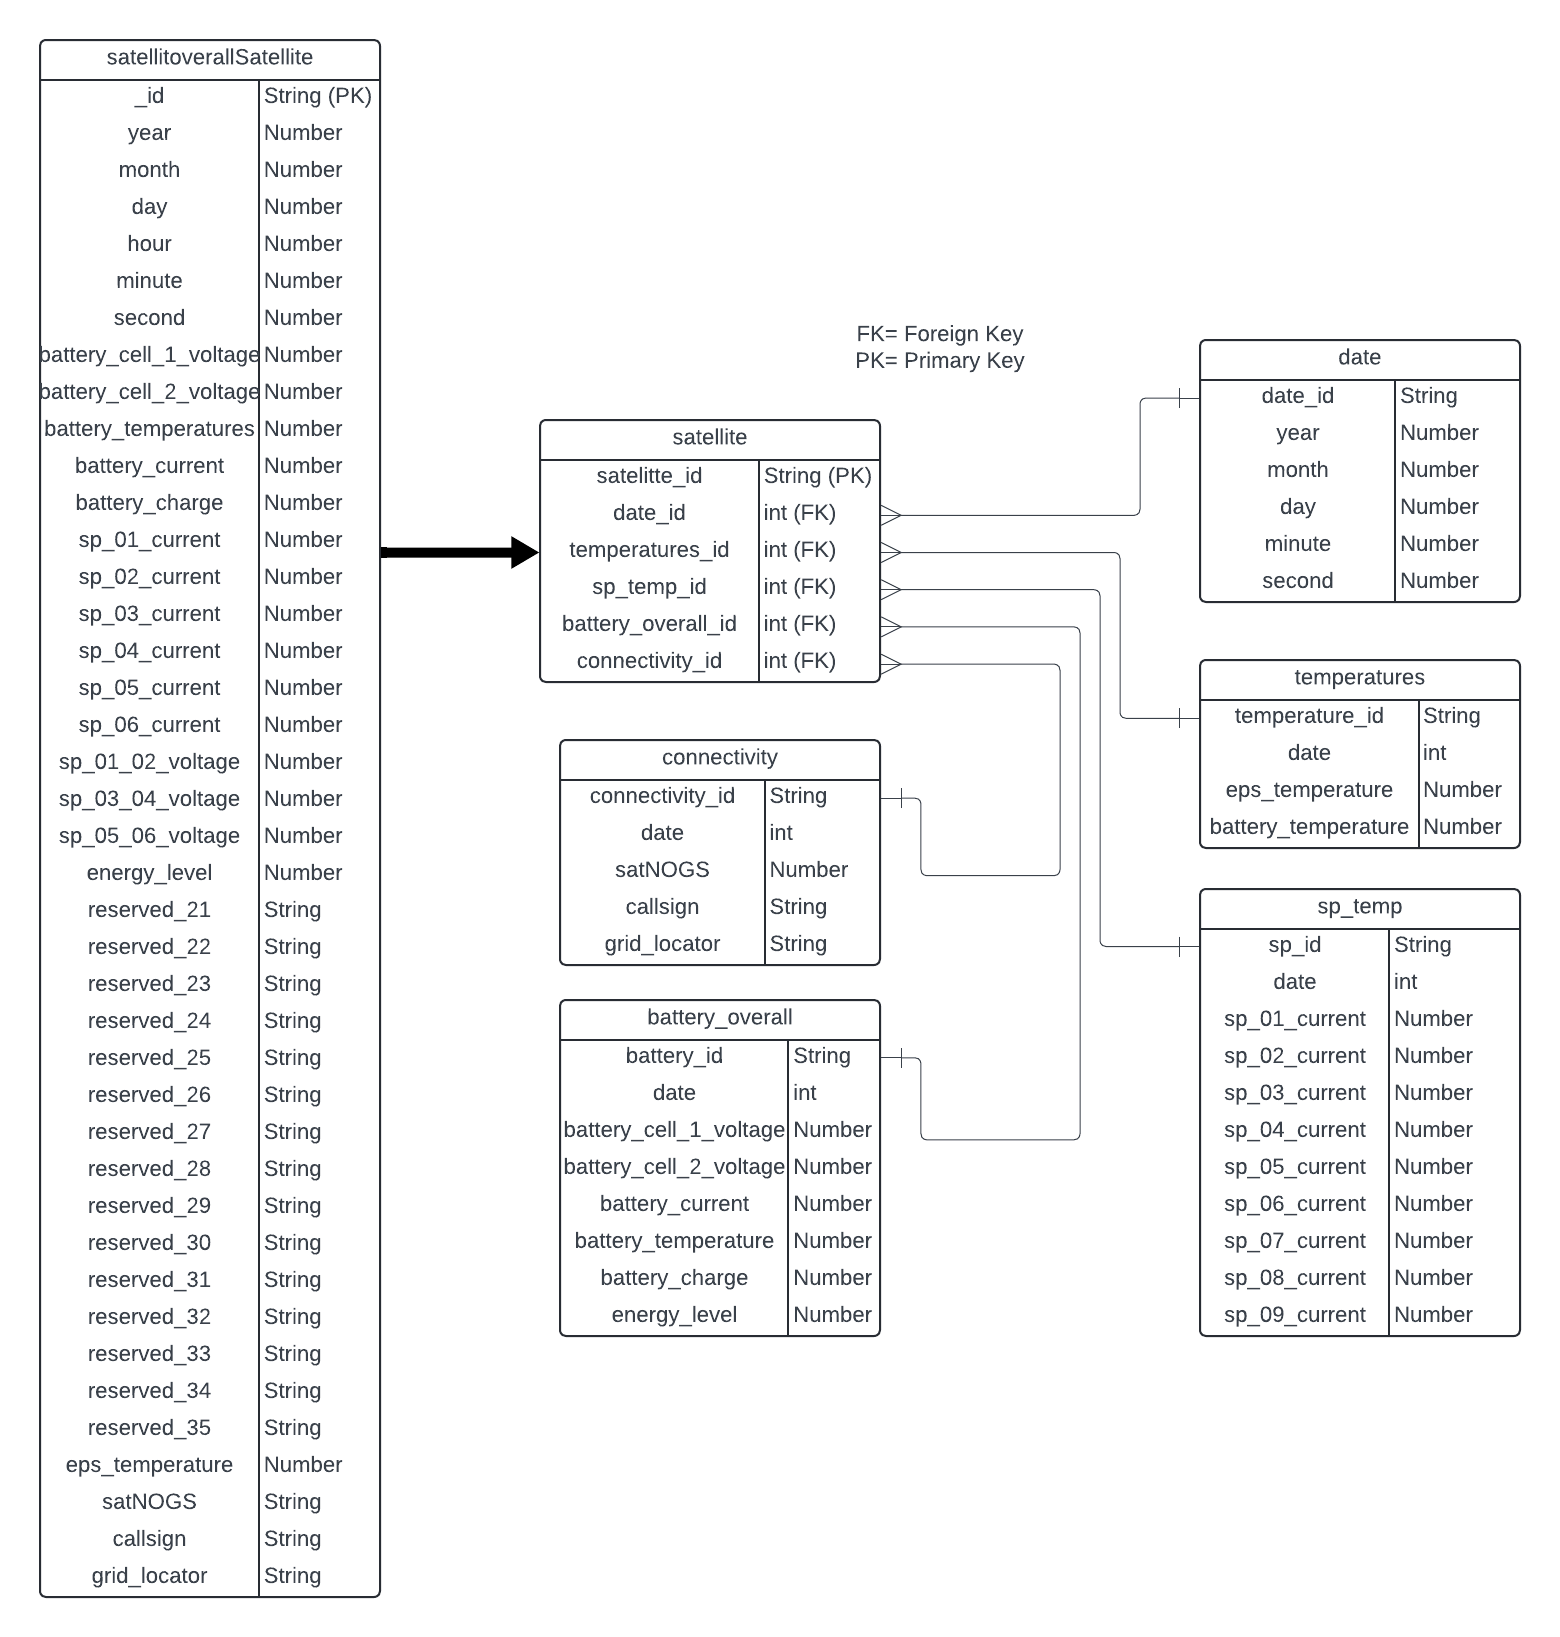 satellitoverallSatellite
_id String (PK)
year Number
month Number
day Number
hour Number
minute Number
second Number
battery_cell_1_voltage Number
battery_cell_2_voltage Number
battery_temperatures Number
battery_current Number
battery_charge Number
sp_01_current Number
sp_02_current Number
sp_03_current Number
sp_04_current Number
sp_05_current Number
sp_06_current Number
sp_01_02_voltage Number
sp_03_04_voltage Number
sp_05_06_voltage Number
energy_level Number
reserved_21 String
reserved_22 String
reserved_23 String
reserved_24 String
reserved_25 String
reserved_26 String
reserved_27 String
reserved_28 String
reserved_29 String
reserved_30 String
reserved_31 String
reserved_32 String
reserved_33 String
reserved_34 String
reserved_35 String
eps_temperature Number
satNOGS String
callsign String
grid_locator String
FK= Foreign Key
PK= Primary Key
satellite
satelitte_id String (PK)
date_id int (FK)
temperatures_id int (FK)
sp_temp_id int (FK)
battery_overall_id int (FK)
connectivity_id int (FK)
connectivity
connectivity_id String
date int
satNOGS Number
callsign String
grid_locator String
battery_overall
battery_id String
date int
battery_cell_1_voltage Number
battery_cell_2_voltage Number
battery_current Number
battery_temperature Number
battery_charge Number
energy_level Number
date
date_id String
year Number
month Number
day Number
minute Number
second Number
temperatures
temperature_id String
date int
eps_temperature Number
battery_temperature Number
sp_temp
sp_id String
date int
sp_01_current Number
sp_02_current Number
sp_03_current Number
sp_04_current Number
sp_05_current Number
sp_06_current Number
sp_07_current Number
sp_08_current Number
sp_09_current Number